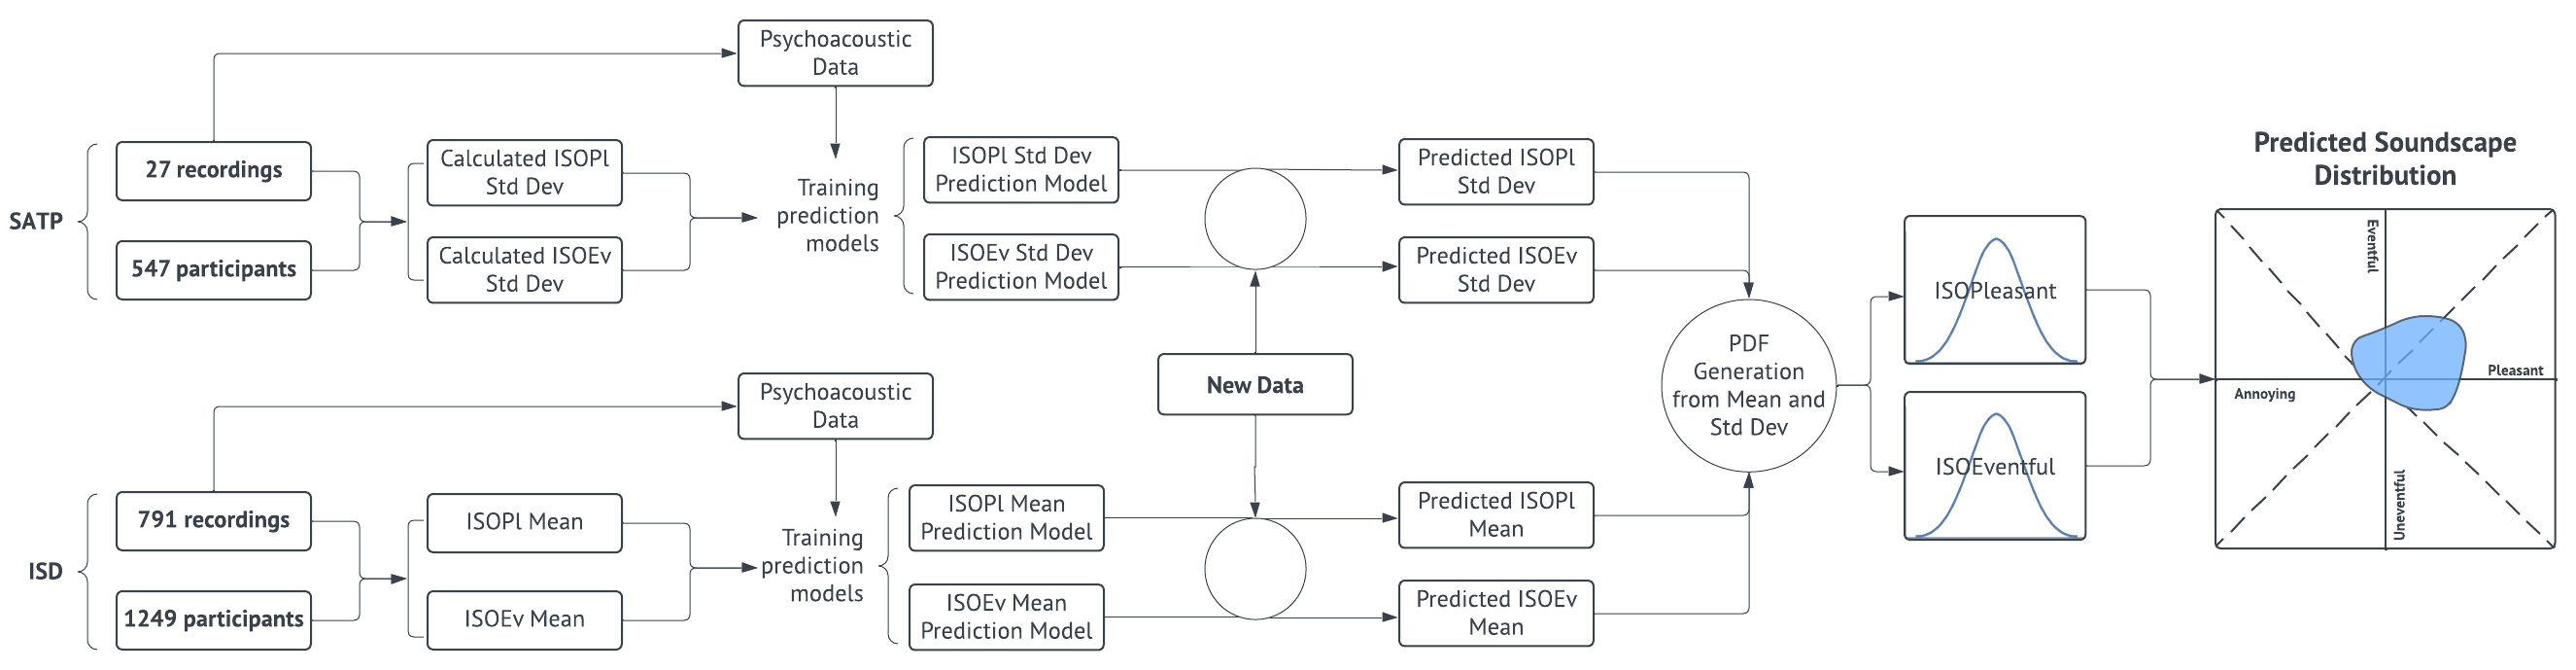 Psychoacoustic
Data
SATP
27 recordings
547 participants
Calculated ISOPl
Std Dev
Calculated ISOEv
Std Dev
Training
prediction
models
ISOPl Std Dev
Prediction Model
ISOEv Std Dev
Prediction Model
Predicted ISOPl
Std Dev
Predicted ISOEv
Std Dev
New Data
Psychoacoustic
Data
ISD
791 recordings
1249 participants
ISOPl Mean
ISOEv Mean
Training
prediction
models
ISOPl Mean
Prediction Model
ISOEv Mean
Prediction Model
Predicted ISOPl
Mean
Predicted ISOEv
Mean
PDF
Generation
from Mean and
Std Dev
ISOPleasant
ISOEventful
Predicted Soundscape
Distribution
Eventful
Pleasant
Annoying
Uneventful